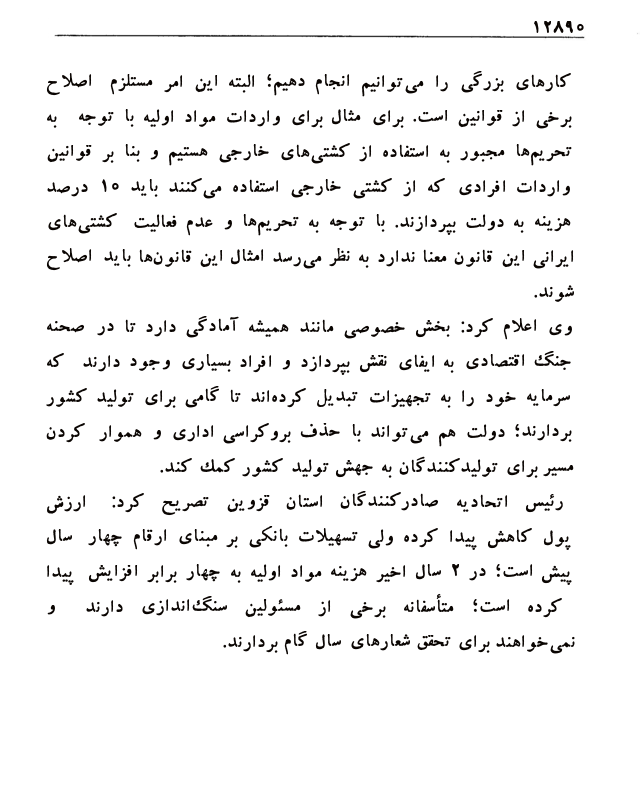 ۱۲۸۹۰
کارهای بزرگی را می‌توانیم انجام دهیم؛ البته این امر مستلزم اصلاح
برخی از قوانین است. برای مثال برای واردات مواد اولیه با توجه به
تحریم‌ها مجبور به استفاده از کشتی‌های خارجی هستیم و بنا بر قوانین
واردات افرادی که از کشتی خارجی استفاده می‌کنند باید ۱۵ درصد
هزینه به دولت بپردازند. با توجه به تحریم‌ها و عدم فعالیت کشتی‌های
ایرانی این قانون معنا ندارد به نظر می‌رسد امثال این قانون‌ها باید اصلاح
شوند.
وی اعلام کرد: بخش خصوصی مانند همیشه آمادگی دارد تا در صحنه
جنگ اقتصادی به ایفای نقش بپردازد و افراد بسیاری وجود دارند که
سرمایه خود را به تجهیزات تبدیل کرده‌اند تا گامی برای تولید کشور
بردارند؛ دولت هم می‌تواند با حذف بروکراسی اداری و هموار کردن
مسیر برای تولیدکنندگان به جهش تولید کشور کمک کند.
رئیس اتحادیه صادرکنندگان استان قزوین تصریح کرد: ارزش
پول کاهش پیدا کرده ولی تسهیلات بانکی بر مبنای ارقام چهار سال
پیش است؛ در ۲ سال اخیر هزینه مواد اولیه به چهار برابر افزایش پیدا
کرده است؛ متأسفانه برخی از مسئولین سنگ‌اندازی دارند و
نمی‌خواهند برای تحقق شعارهای سال گام بردارند.